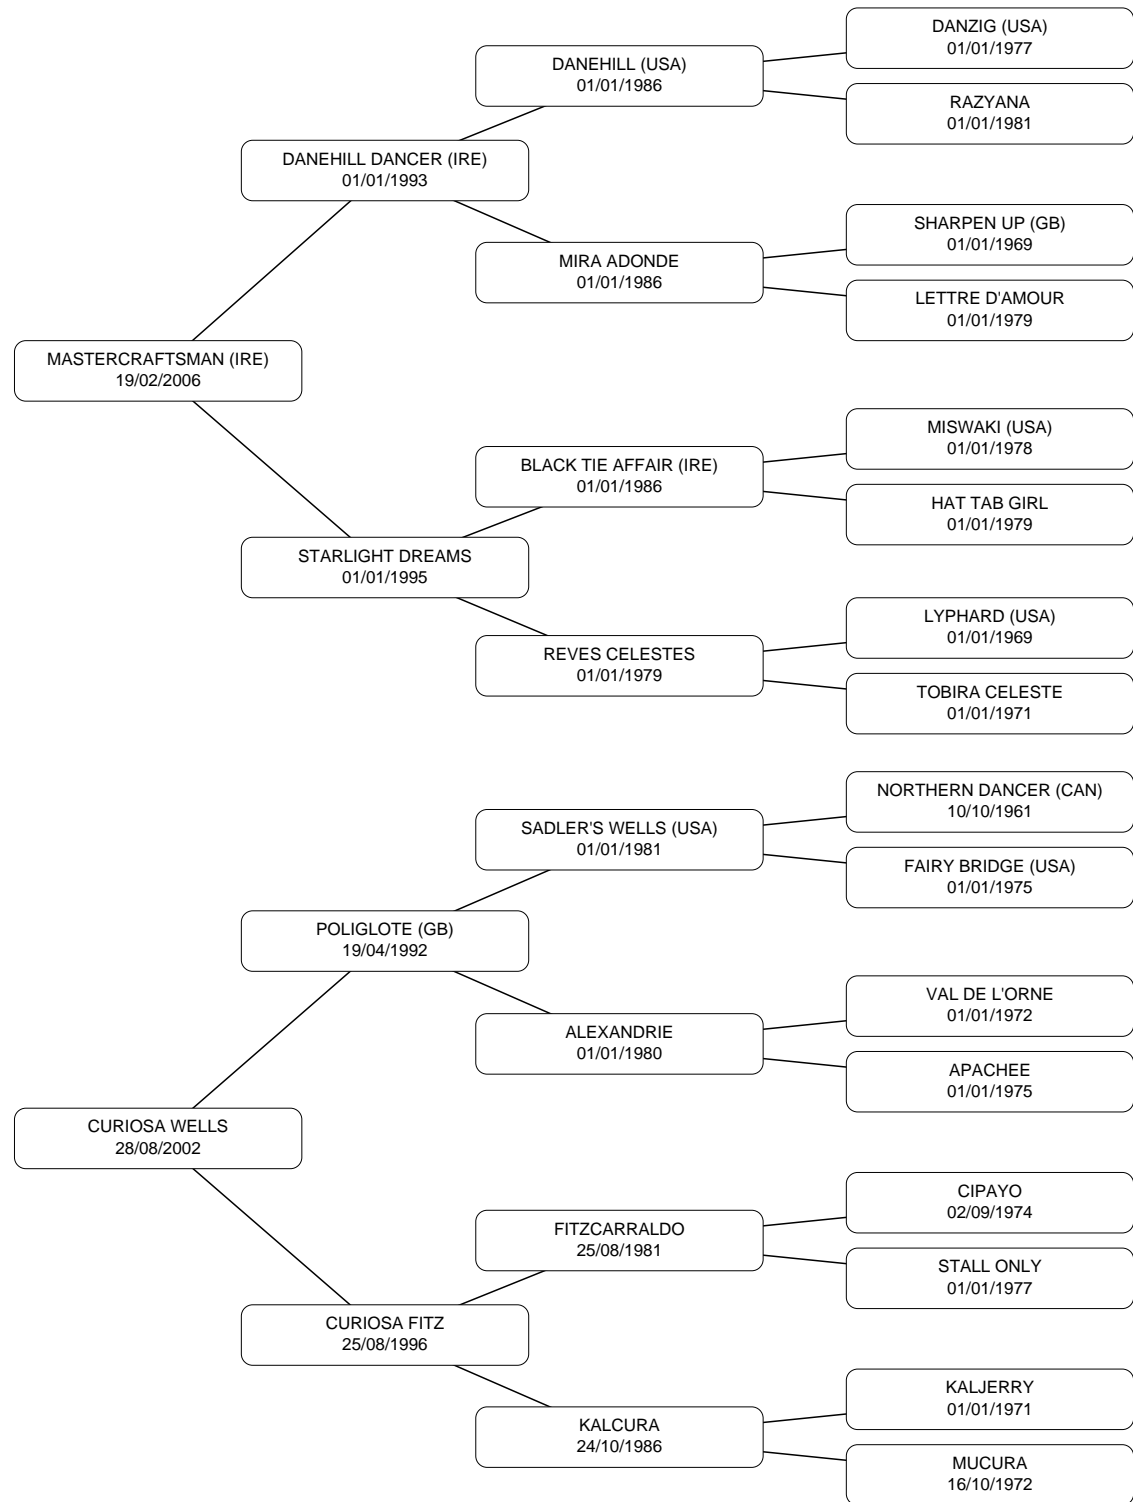 DANZIG (USA)
01/01/1977
DANEHILL (USA)
01/01/1986
RAZYANA
01/01/1981
DANEHILL DANCER (IRE)
01/01/1993
SHARPEN UP (GB)
01/01/1969
MIRA ADONDE
01/01/1986
LETTRE D'AMOUR
01/01/1979
MASTERCRAFTSMAN (IRE)
19/02/2006
MISWAKI (USA)
01/01/1978
BLACK TIE AFFAIR (IRE)
01/01/1986
HAT TAB GIRL
01/01/1979
STARLIGHT DREAMS
01/01/1995
LYPHARD (USA)
01/01/1969
REVES CELESTES
01/01/1979
TOBIRA CELESTE
01/01/1971
NORTHERN DANCER (CAN)
10/10/1961
SADLER'S WELLS (USA)
01/01/1981
FAIRY BRIDGE (USA)
01/01/1975
POLIGLOTE (GB)
19/04/1992
VAL DE L'ORNE
01/01/1972
ALEXANDRIE
01/01/1980
APACHEE
01/01/1975
CURIOSA WELLS
28/08/2002
CIPAYO
02/09/1974
FITZCARRALDO
25/08/1981
STALL ONLY
01/01/1977
CURIOSA FITZ
25/08/1996
KALJERRY
01/01/1971
KALCURA
24/10/1986
MUCURA
16/10/1972